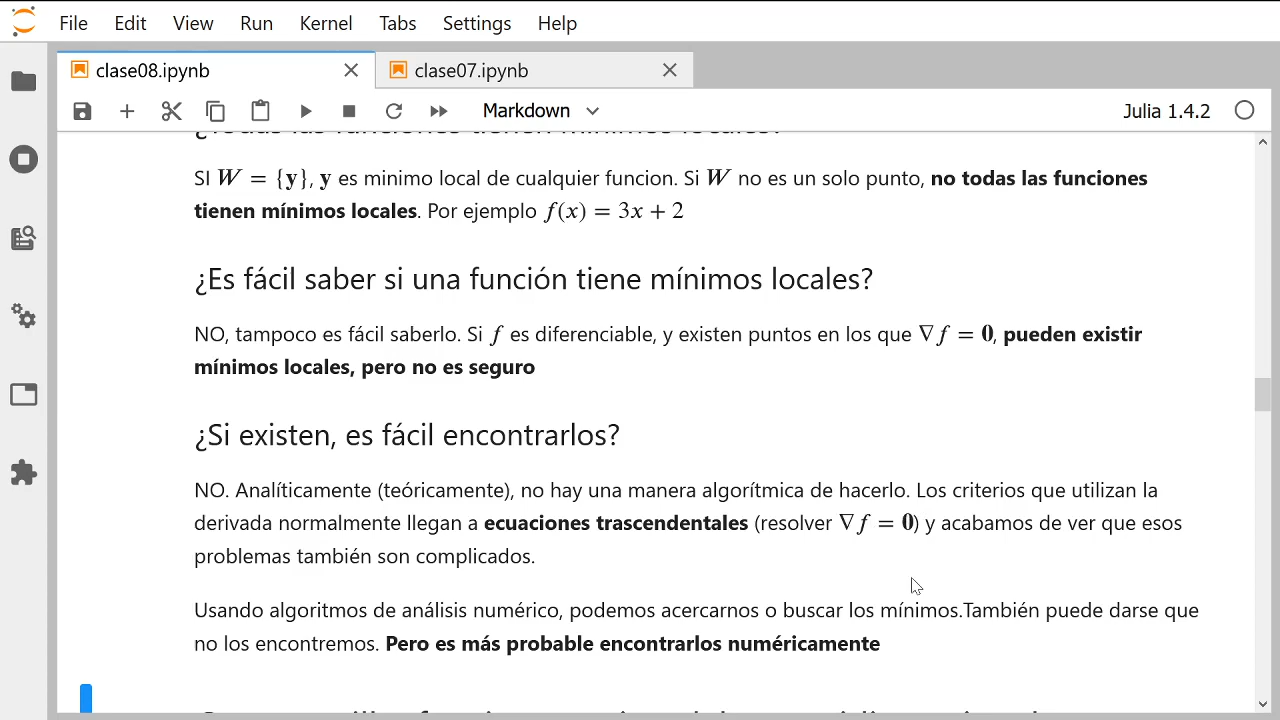 File Edit View Run Kernel Tabs Settings Help
clase08.ipynb clase07.ipynb
Markdown Julia 1.4.2
¿Todas las funciones tienen mínimos locales?
SI W = {y}, y es minimo local de cualquier funcion. Si W no es un solo punto, no todas las funciones
tienen mínimos locales. Por ejemplo f(x) = 3x + 2
¿Es fácil saber si una función tiene mínimos locales?
NO, tampoco es fácil saberlo. Si f es diferenciable, y existen puntos en los que ∇f = 0, pueden existir
mínimos locales, pero no es seguro
¿Si existen, es fácil encontrarlos?
NO. Analíticamente (teóricamente), no hay una manera algorítmica de hacerlo. Los criterios que utilizan la
derivada normalmente llegan a ecuaciones trascendentales (resolver ∇f = 0) y acabamos de ver que esos
problemas también son complicados.
Usando algoritmos de análisis numérico, podemos acercarnos o buscar los mínimos.También puede darse que
no los encontremos. Pero es más probable encontrarlos numéricamente